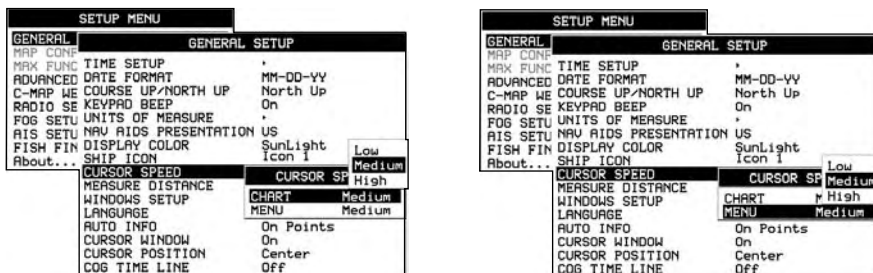 SETUP MENU
GENERAL GENERAL SETUP
MAP CONF
MAX FUNC TIME SETUP
ADVANCED DATE FORMAT MM-DD-YY
C-MAP WE COURSE UP/NORTH UP North Up
RADIO SE KEYPAD BEEP On
FOG SETU UNITS OF MEASURE
AIS SETU NAV AIDS PRESENTATION US
FISH FIN DISPLAY COLOR SunLight Low
About... SHIP ICON Icon 1 Medium
CURSOR SPEED CURSOR SP High
MEASURE DISTANCE
WINDOWS SETUP CHART Medium
LANGUAGE MENU Medium
AUTO INFO On Points
CURSOR WINDOW On
CURSOR POSITION Center
COG TIME LINE Off
SETUP MENU
GENERAL GENERAL SETUP
MAP CONF
MAX FUNC TIME SETUP
ADVANCED DATE FORMAT MM-DD-YY
C-MAP WE COURSE UP/NORTH UP North Up
RADIO SE KEYPAD BEEP On
FOG SETU UNITS OF MEASURE
AIS SETU NAV AIDS PRESENTATION US
FISH FIN DISPLAY COLOR SunLight
About... SHIP ICON Icon 1 Low
CURSOR SPEED CURSOR SP Medium
MEASURE DISTANCE
WINDOWS SETUP CHART M High
LANGUAGE MENU Medium
AUTO INFO On Points
CURSOR WINDOW On
CURSOR POSITION Center
COG TIME LINE Off